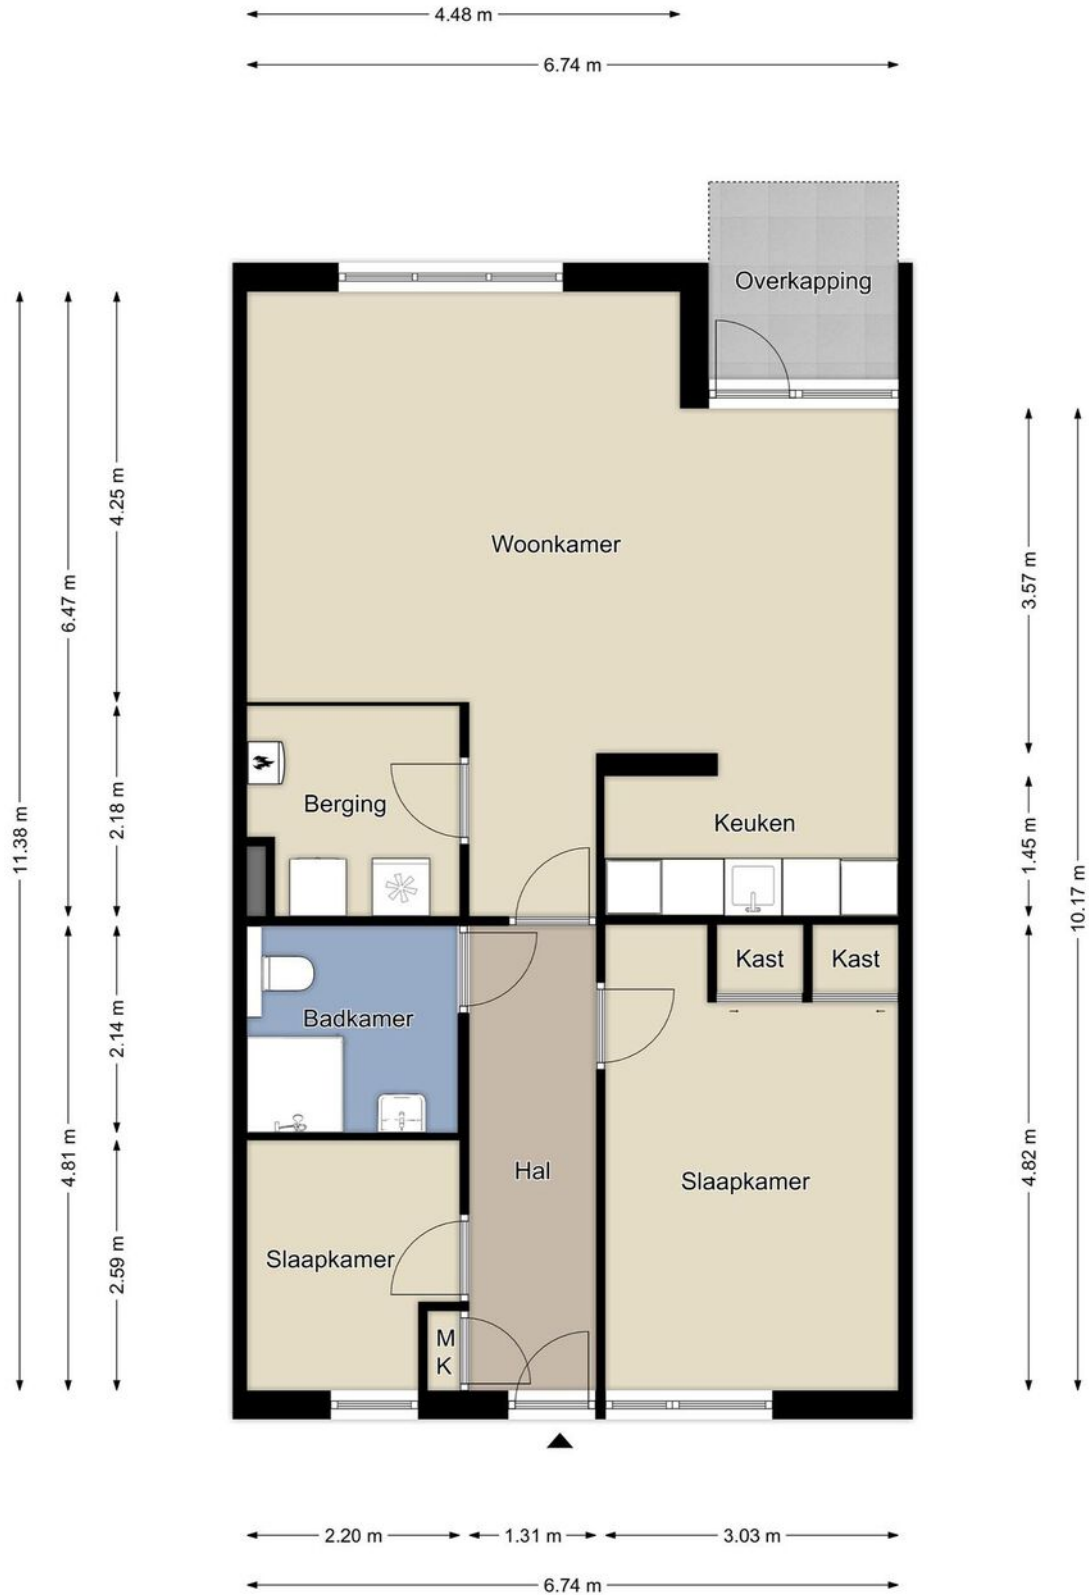 4.48 m
6.74 m
Overkapping
4.25 m
6.47 m
11.38 m
Woonkamer
3.57 m
10.17 m
Berging
2.18 m
Keuken
1.45 m
Kast
Kast
Badkamer
2.14 m
4.81 m
Hal
Slaapkamer
4.82 m
Slaapkamer
2.59 m
M
K
2.20 m
1.31 m
3.03 m
6.74 m